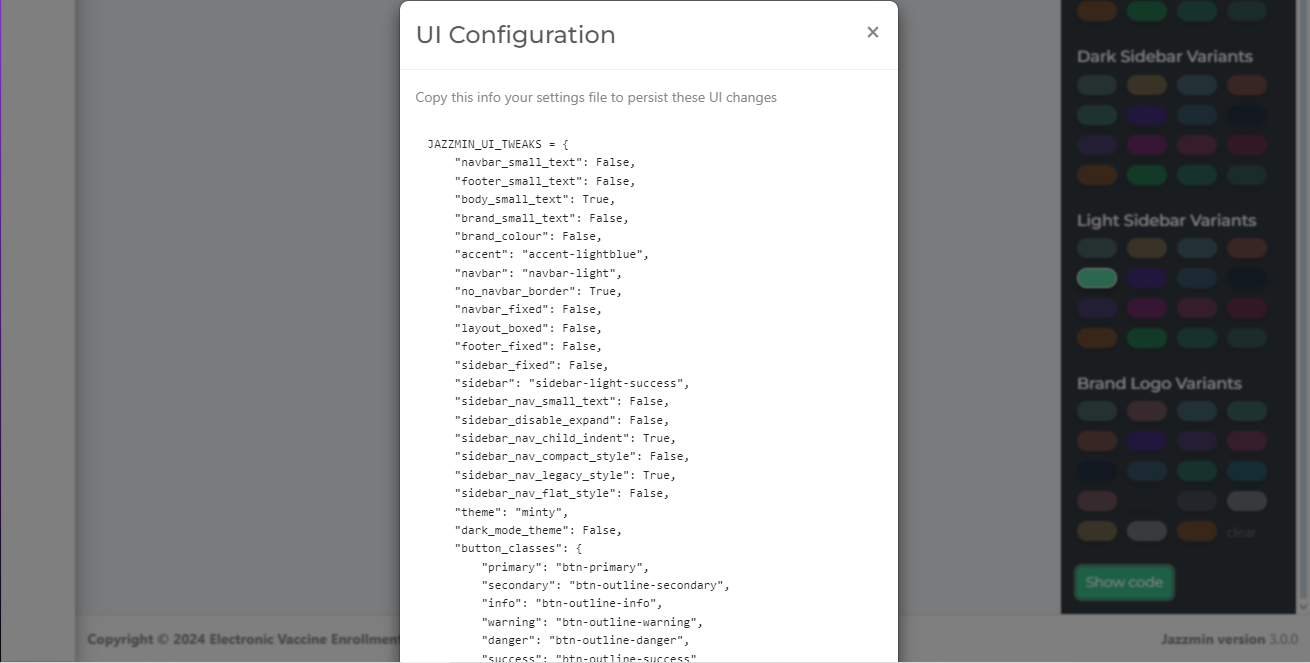 UI Configuration
×
Copy this info your settings file to persist these UI changes
JAZZMIN_UI_TWEAKS = {
    "navbar_small_text": False,
    "footer_small_text": False,
    "body_small_text": True,
    "brand_small_text": False,
    "brand_colour": False,
    "accent": "accent-lightblue",
    "navbar": "navbar-light",
    "no_navbar_border": True,
    "navbar_fixed": False,
    "layout_boxed": False,
    "footer_fixed": False,
    "sidebar_fixed": False,
    "sidebar": "sidebar-light-success",
    "sidebar_nav_small_text": False,
    "sidebar_disable_expand": False,
    "sidebar_nav_child_indent": True,
    "sidebar_nav_compact_style": False,
    "sidebar_nav_legacy_style": True,
    "sidebar_nav_flat_style": False,
    "theme": "minty",
    "dark_mode_theme": False,
    "button_classes": {
        "primary": "btn-primary",
        "secondary": "btn-outline-secondary",
        "info": "btn-outline-info",
        "warning": "btn-outline-warning",
        "danger": "btn-outline-danger",
        "success": "btn-outline-success"
Dark Sidebar Variants
Light Sidebar Variants
Brand Logo Variants
clear
Show code
Copyright © 2024 Electronic Vaccine Enrollment
Jazzmin version 3.0.0